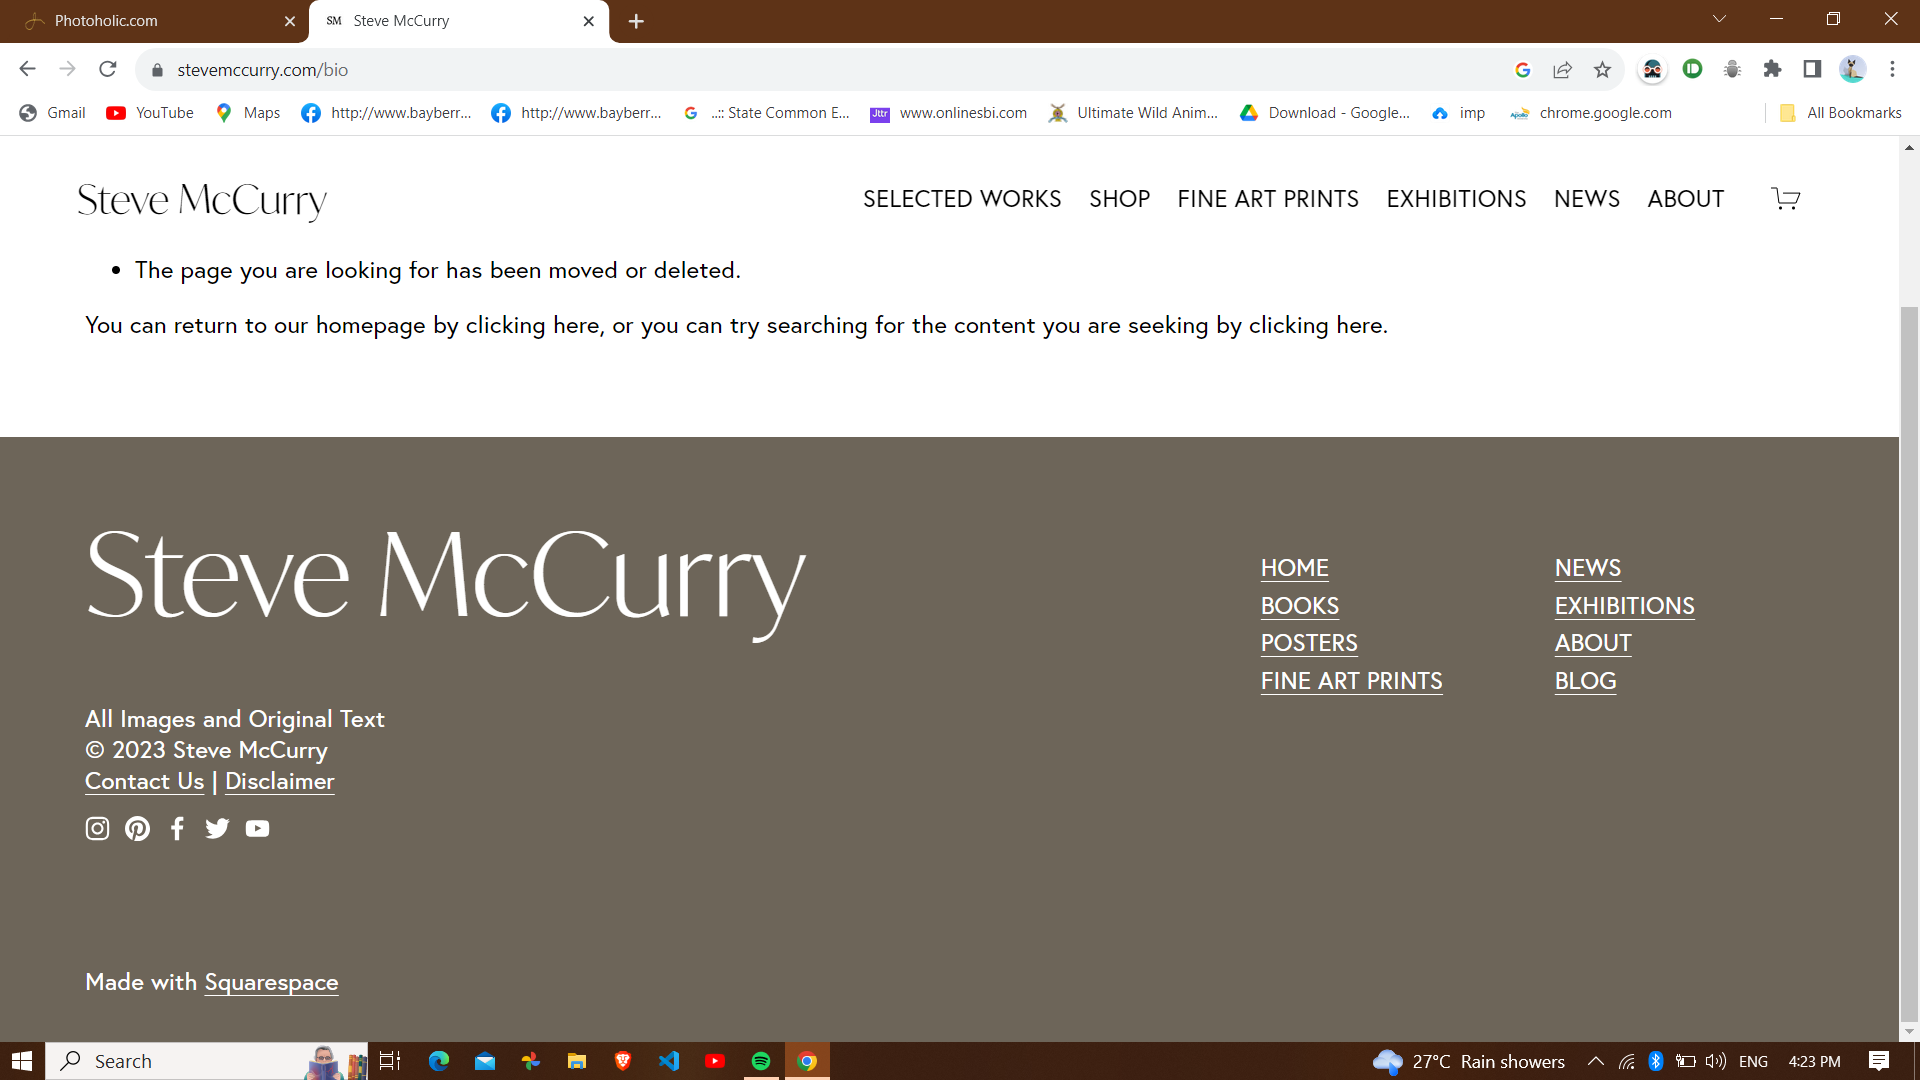 Photoholic.com
SM Steve McCurry
stevemccurry.com/bio
Gmail
YouTube
Maps
http://www.bayberr...
http://www.bayberr...
..:: State Common E...
Jttr www.onlinesbi.com
Ultimate Wild Anim...
Download - Google...
imp
Apollo chrome.google.com
All Bookmarks
Steve McCurry
SELECTED WORKS
SHOP
FINE ART PRINTS
EXHIBITIONS
NEWS
ABOUT
• The page you are looking for has been moved or deleted.
You can return to our homepage by clicking here, or you can try searching for the content you are seeking by clicking here.
Steve McCurry
HOME
BOOKS
POSTERS
FINE ART PRINTS
NEWS
EXHIBITIONS
ABOUT
BLOG
All Images and Original Text
© 2023 Steve McCurry
Contact Us | Disclaimer
Made with Squarespace
Search
27°C Rain showers
ENG
4:23 PM